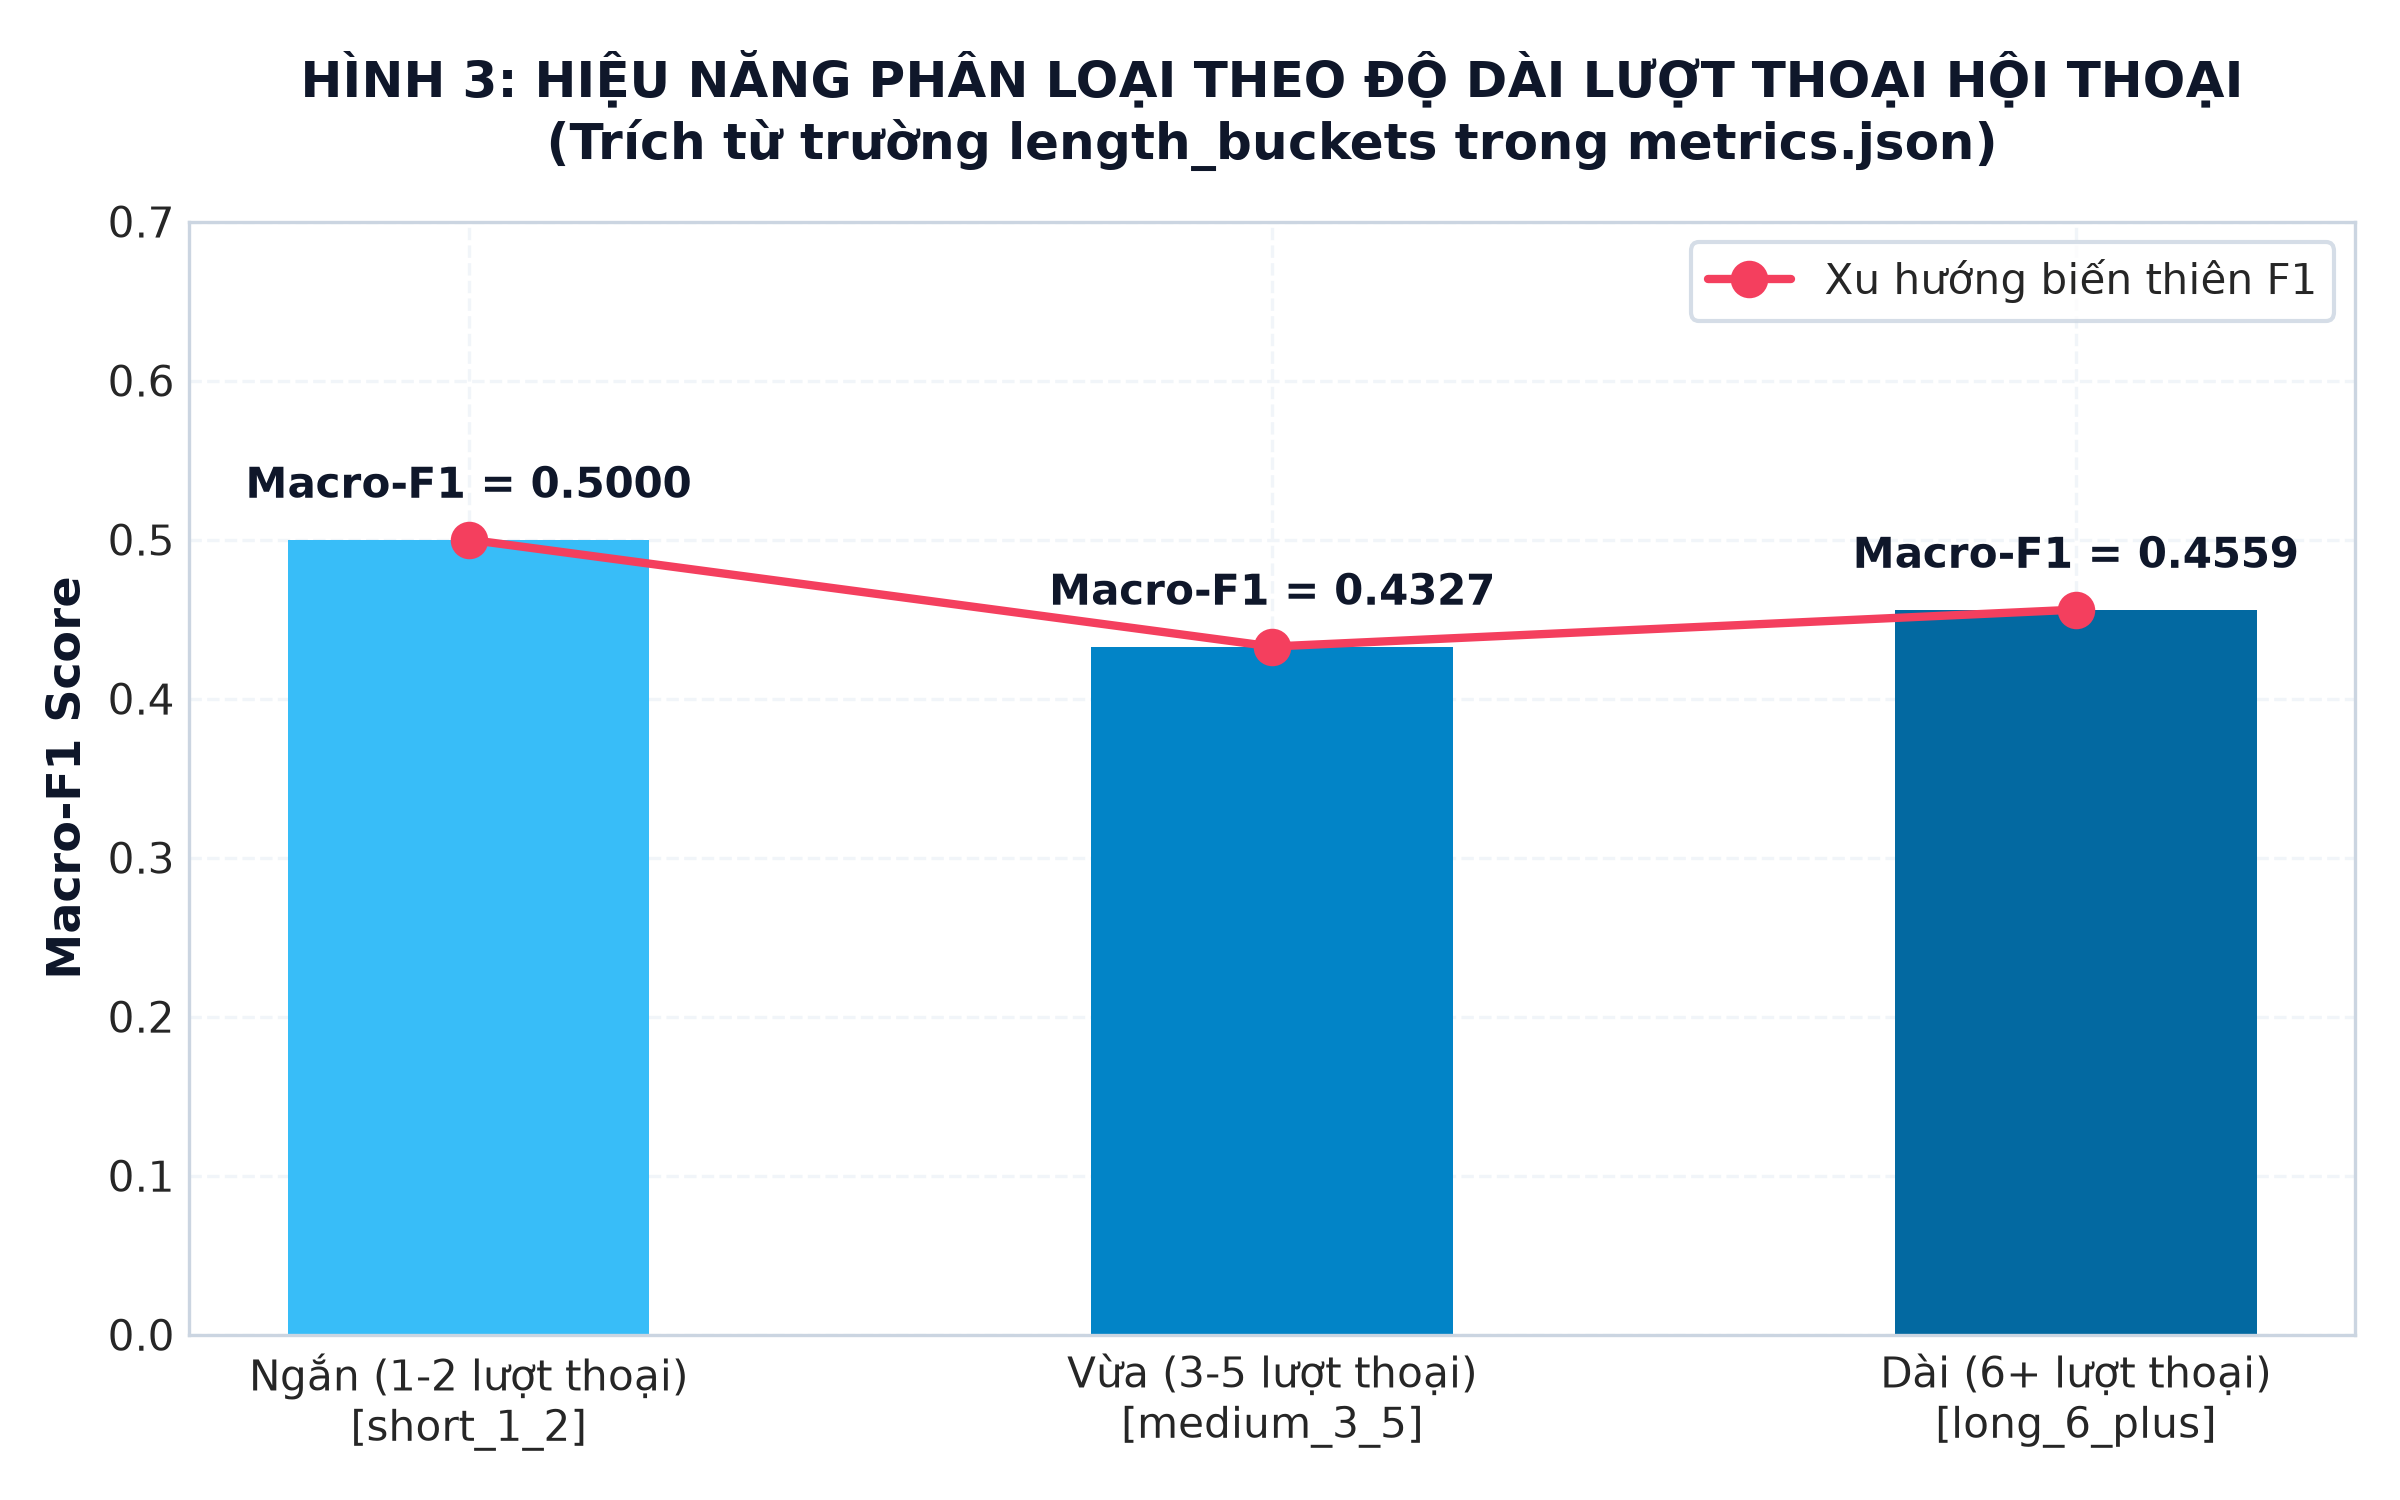 HÌNH 3: HIỆU NĂNG PHÂN LOẠI THEO ĐỘ DÀI LƯỢT THOẠI HỘI THOẠI
(Trích từ trường length_buckets trong metrics.json)
Xu hướng biến thiên F1
Macro-F1 Score
0.7
0.6
0.5
0.4
0.3
0.2
0.1
0.0
Macro-F1 = 0.5000
Macro-F1 = 0.4327
Macro-F1 = 0.4559
Ngắn (1-2 lượt thoại)
[short_1_2]
Vừa (3-5 lượt thoại)
[medium_3_5]
Dài (6+ lượt thoại)
[long_6_plus]